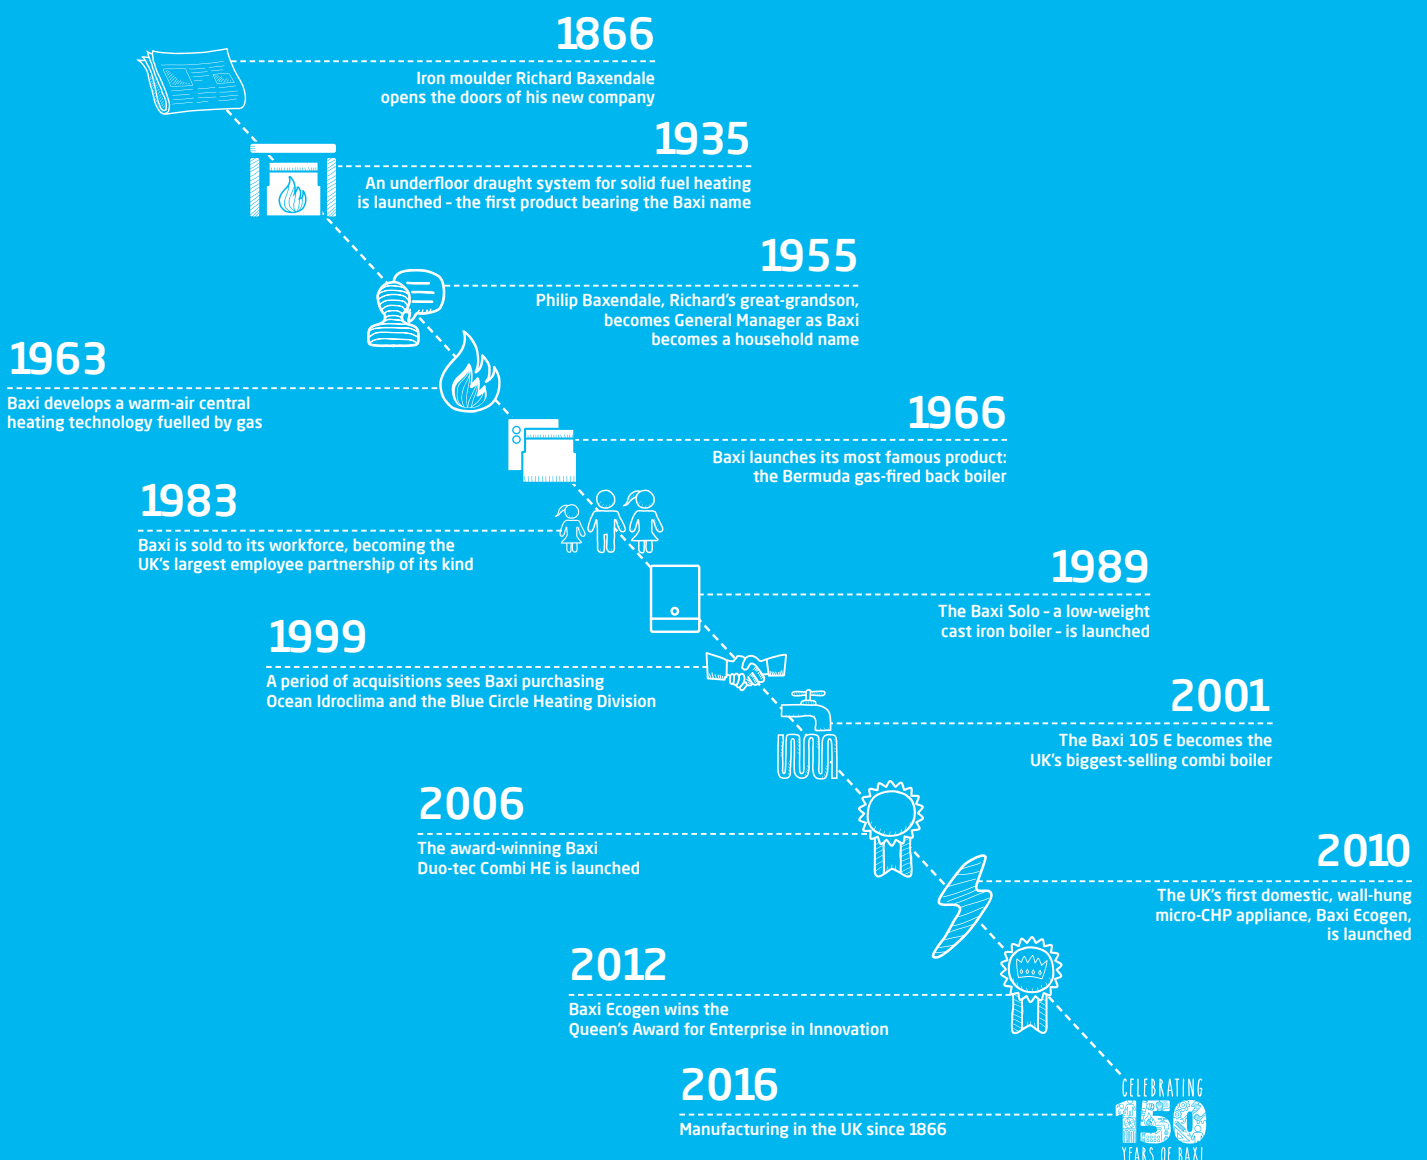 1866
Iron moulder Richard Baxendale
opens the doors of his new company
1935
An underfloor draught system for solid fuel heating
is launched – the first product bearing the Baxi name
1955
Philip Baxendale, Richard's great-grandson,
becomes General Manager as Baxi
becomes a household name
1963
Baxi develops a warm-air central
heating technology fuelled by gas
1966
Baxi launches its most famous product:
the Bermuda gas-fired back boiler
1983
Baxi is sold to its workforce, becoming the
UK's largest employee partnership of its kind
1989
The Baxi Solo – a low-weight
cast iron boiler – is launched
1999
A period of acquisitions sees Baxi purchasing
Ocean Idroclima and the Blue Circle Heating Division
2001
The Baxi 105 E becomes the
UK's biggest-selling combi boiler
2006
The award-winning Baxi
Duo-tec Combi HE is launched
2010
The UK's first domestic, wall-hung
micro-CHP appliance, Baxi Ecogen,
is launched
2012
Baxi Ecogen wins the
Queen's Award for Enterprise in Innovation
2016
Manufacturing in the UK since 1866
CELEBRATING
150
YEARS OF BAXI